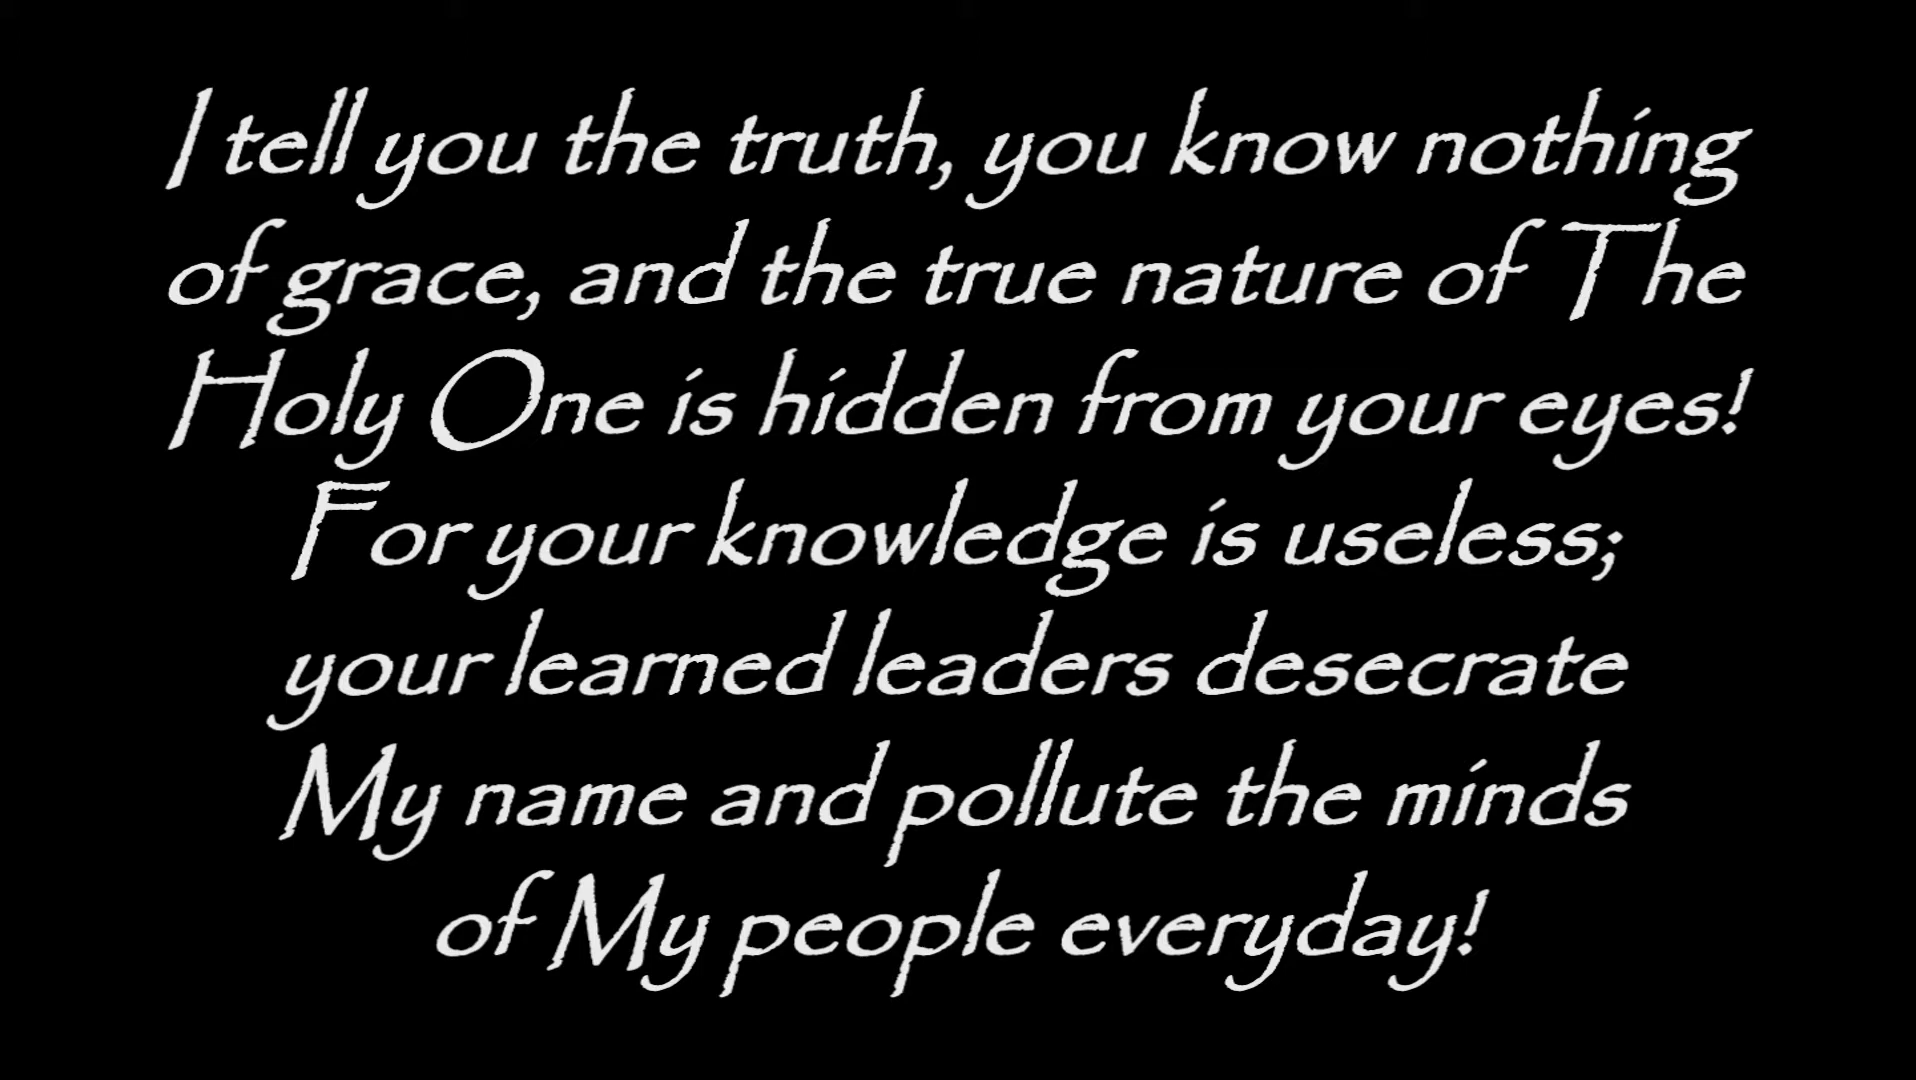 I tell you the truth, you know nothing
of grace, and the true nature of The
Holy One is hidden from your eyes!
For your knowledge is useless;
your learned leaders desecrate
My name and pollute the minds
of My people everyday!